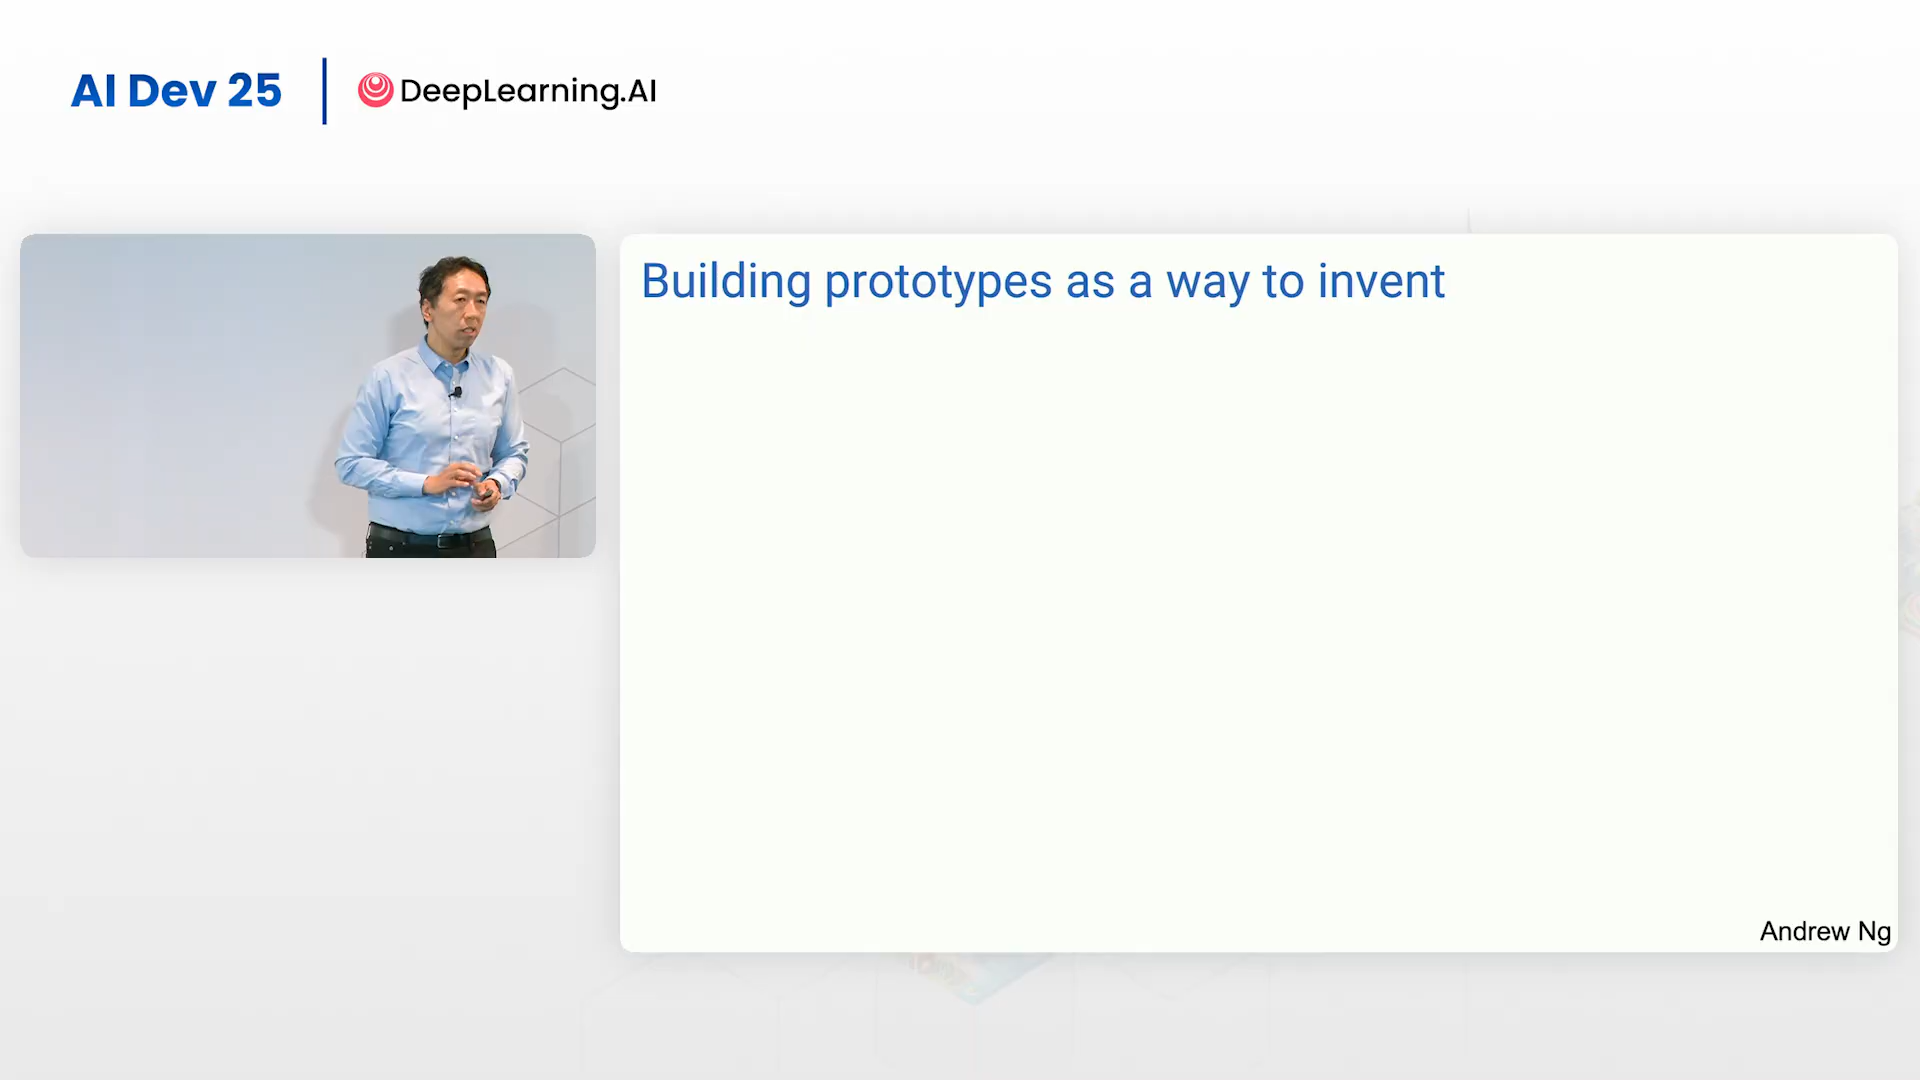 AI Dev 25
DeepLearning.AI
Building prototypes as a way to invent
Andrew Ng